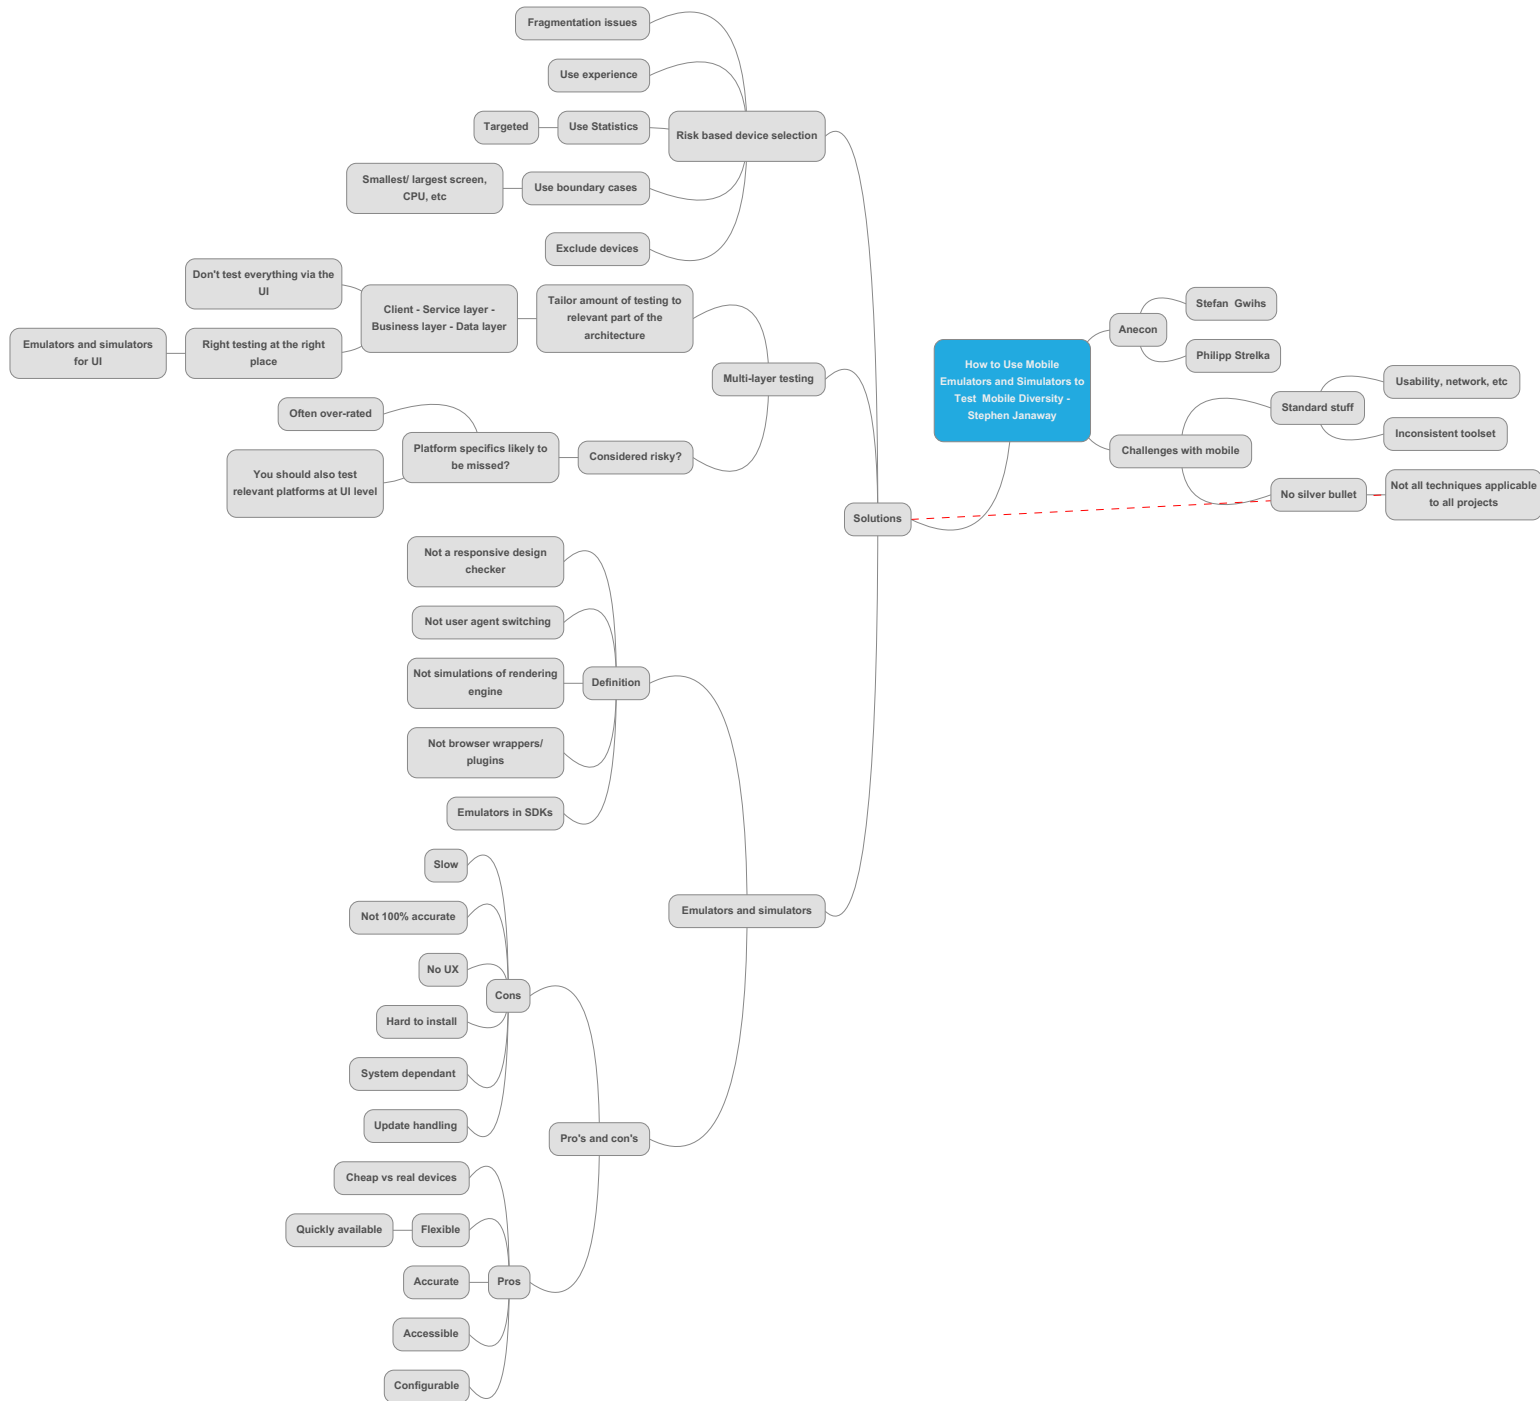 How to Use Mobile
Emulators and Simulators to
Test  Mobile Diversity -
Stephen Janaway
Anecon
Stefan  Gwihs
Philipp Strelka
Challenges with mobile
Standard stuff
Usability, network, etc
Inconsistent toolset
No silver bullet
Not all techniques applicable
to all projects
Solutions
Risk based device selection
Fragmentation issues
Use experience
Use Statistics
Targeted
Use boundary cases
Smallest/ largest screen,
CPU, etc
Exclude devices
Multi-layer testing
Tailor amount of testing to
relevant part of the
architecture
Client - Service layer -
Business layer - Data layer
Don't test everything via the
UI
Right testing at the right
place
Emulators and simulators
for UI
Considered risky?
Platform specifics likely to
be missed?
Often over-rated
You should also test
relevant platforms at UI level
Emulators and simulators
Definition
Not a responsive design
checker
Not user agent switching
Not simulations of rendering
engine
Not browser wrappers/
plugins
Emulators in SDKs
Pro's and con's
Cons
Slow
Not 100% accurate
No UX
Hard to install
System dependant
Update handling
Pros
Cheap vs real devices
Flexible
Quickly available
Accurate
Accessible
Configurable